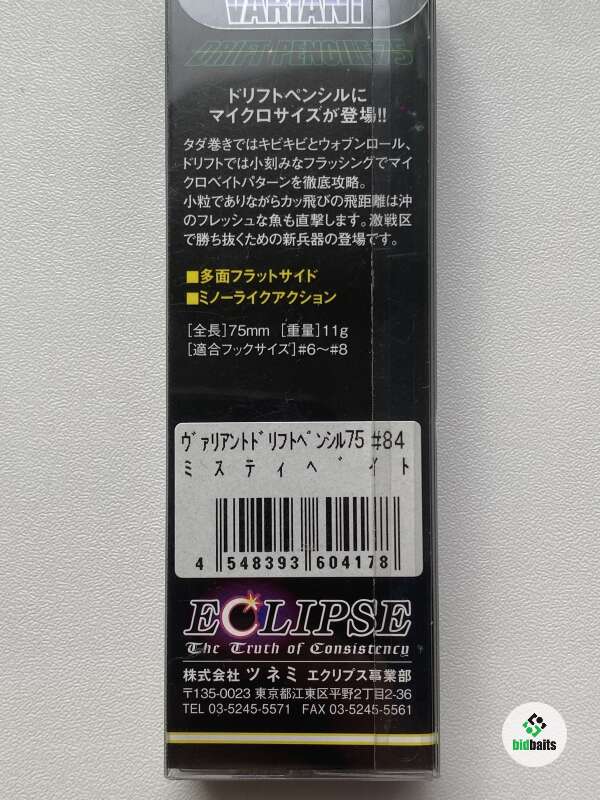 VARIANT
DRIFT PENCIL 75
ドリフトペンシルに
マイクロサイズが登場!!
タダ巻きではキビキビとウォブンロール、
ドリフトでは小刻みなフラッシングでマイ
クロベイトパターンを徹底攻略。
小粒でありながらカッ飛びの飛距離は沖
のフレッシュな魚も直撃します。激戦区
で勝ち抜くための新兵器の登場です。
■多面フラットサイド
■ミノーライクアクション
[全長]75mm [重量]11g
[適合フックサイズ]#6〜#8
ヴァリアントドリフトペンシル75 #84
ミスティベイト
4 548393 604178
ECLIPSE
The Truth of Consistency
株式会社 ツネミ エクリプス事業部
〒135-0023 東京都江東区平野2丁目2-36
TEL 03-5245-5571 FAX 03-5245-5561
bidbaits